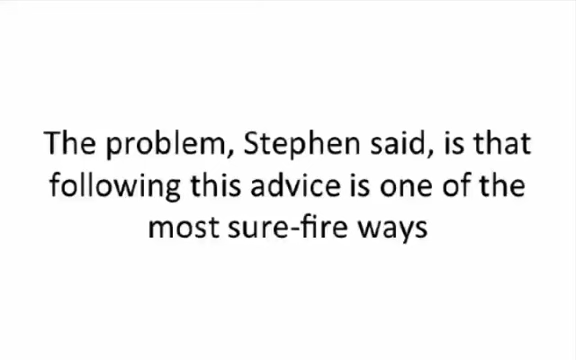 The problem, Stephen said, is that
following this advice is one of the
most sure-fire ways